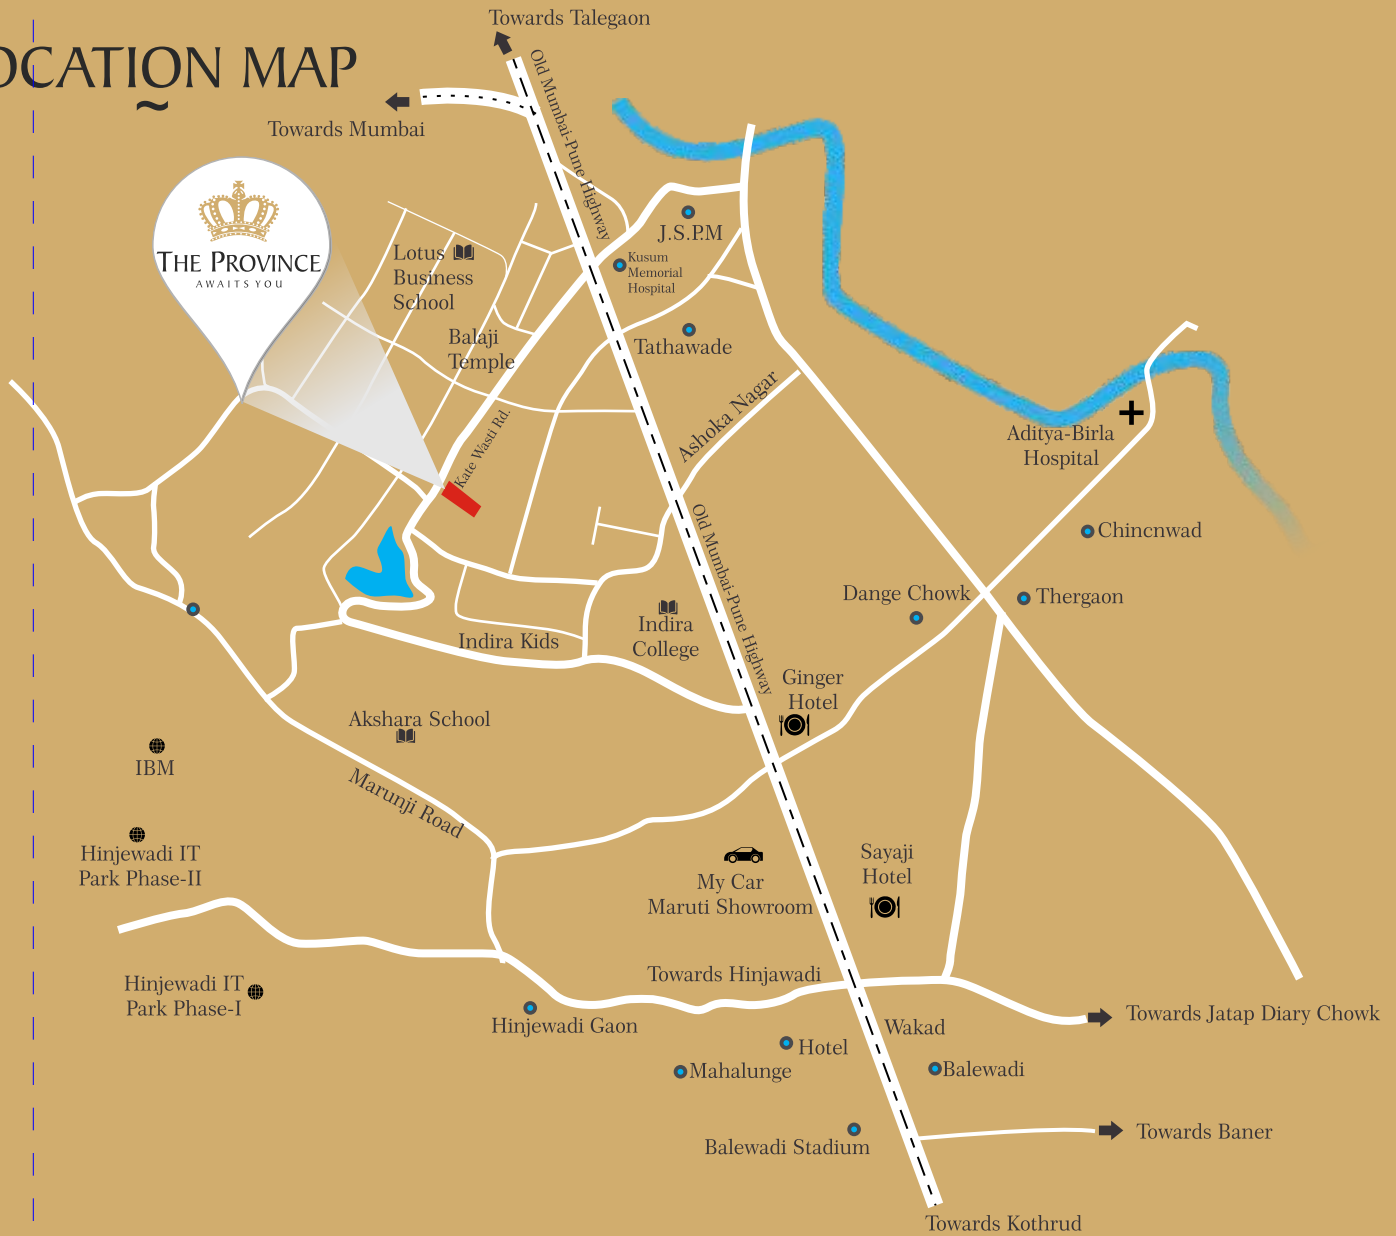 Towards Talegaon
OCATION MAP
~
Towards Mumbai
Old Mumbai-Pune Highway
THE PROVINCE
AWAITS YOU
J.S.P.M
Lotus
Business
School
Kusum
Memorial
Hospital
Balaji
Temple
Tathawade
Ashoka Nagar
Kate Wasti Rd.
Aditya-Birla
Hospital
Chincnwad
Old Mumbai-Pune Highway
Dange Chowk
Thergaon
Indira
College
Indira Kids
Ginger
Hotel
Akshara School
IBM
Marunji Road
Hinjewadi IT
Park Phase-II
Sayaji
Hotel
My Car
Maruti Showroom
Towards Hinjawadi
Hinjewadi IT
Park Phase-I
Hinjewadi Gaon
Towards Jatap Diary Chowk
Wakad
Hotel
Mahalunge
Balewadi
Balewadi Stadium
Towards Baner
Towards Kothrud